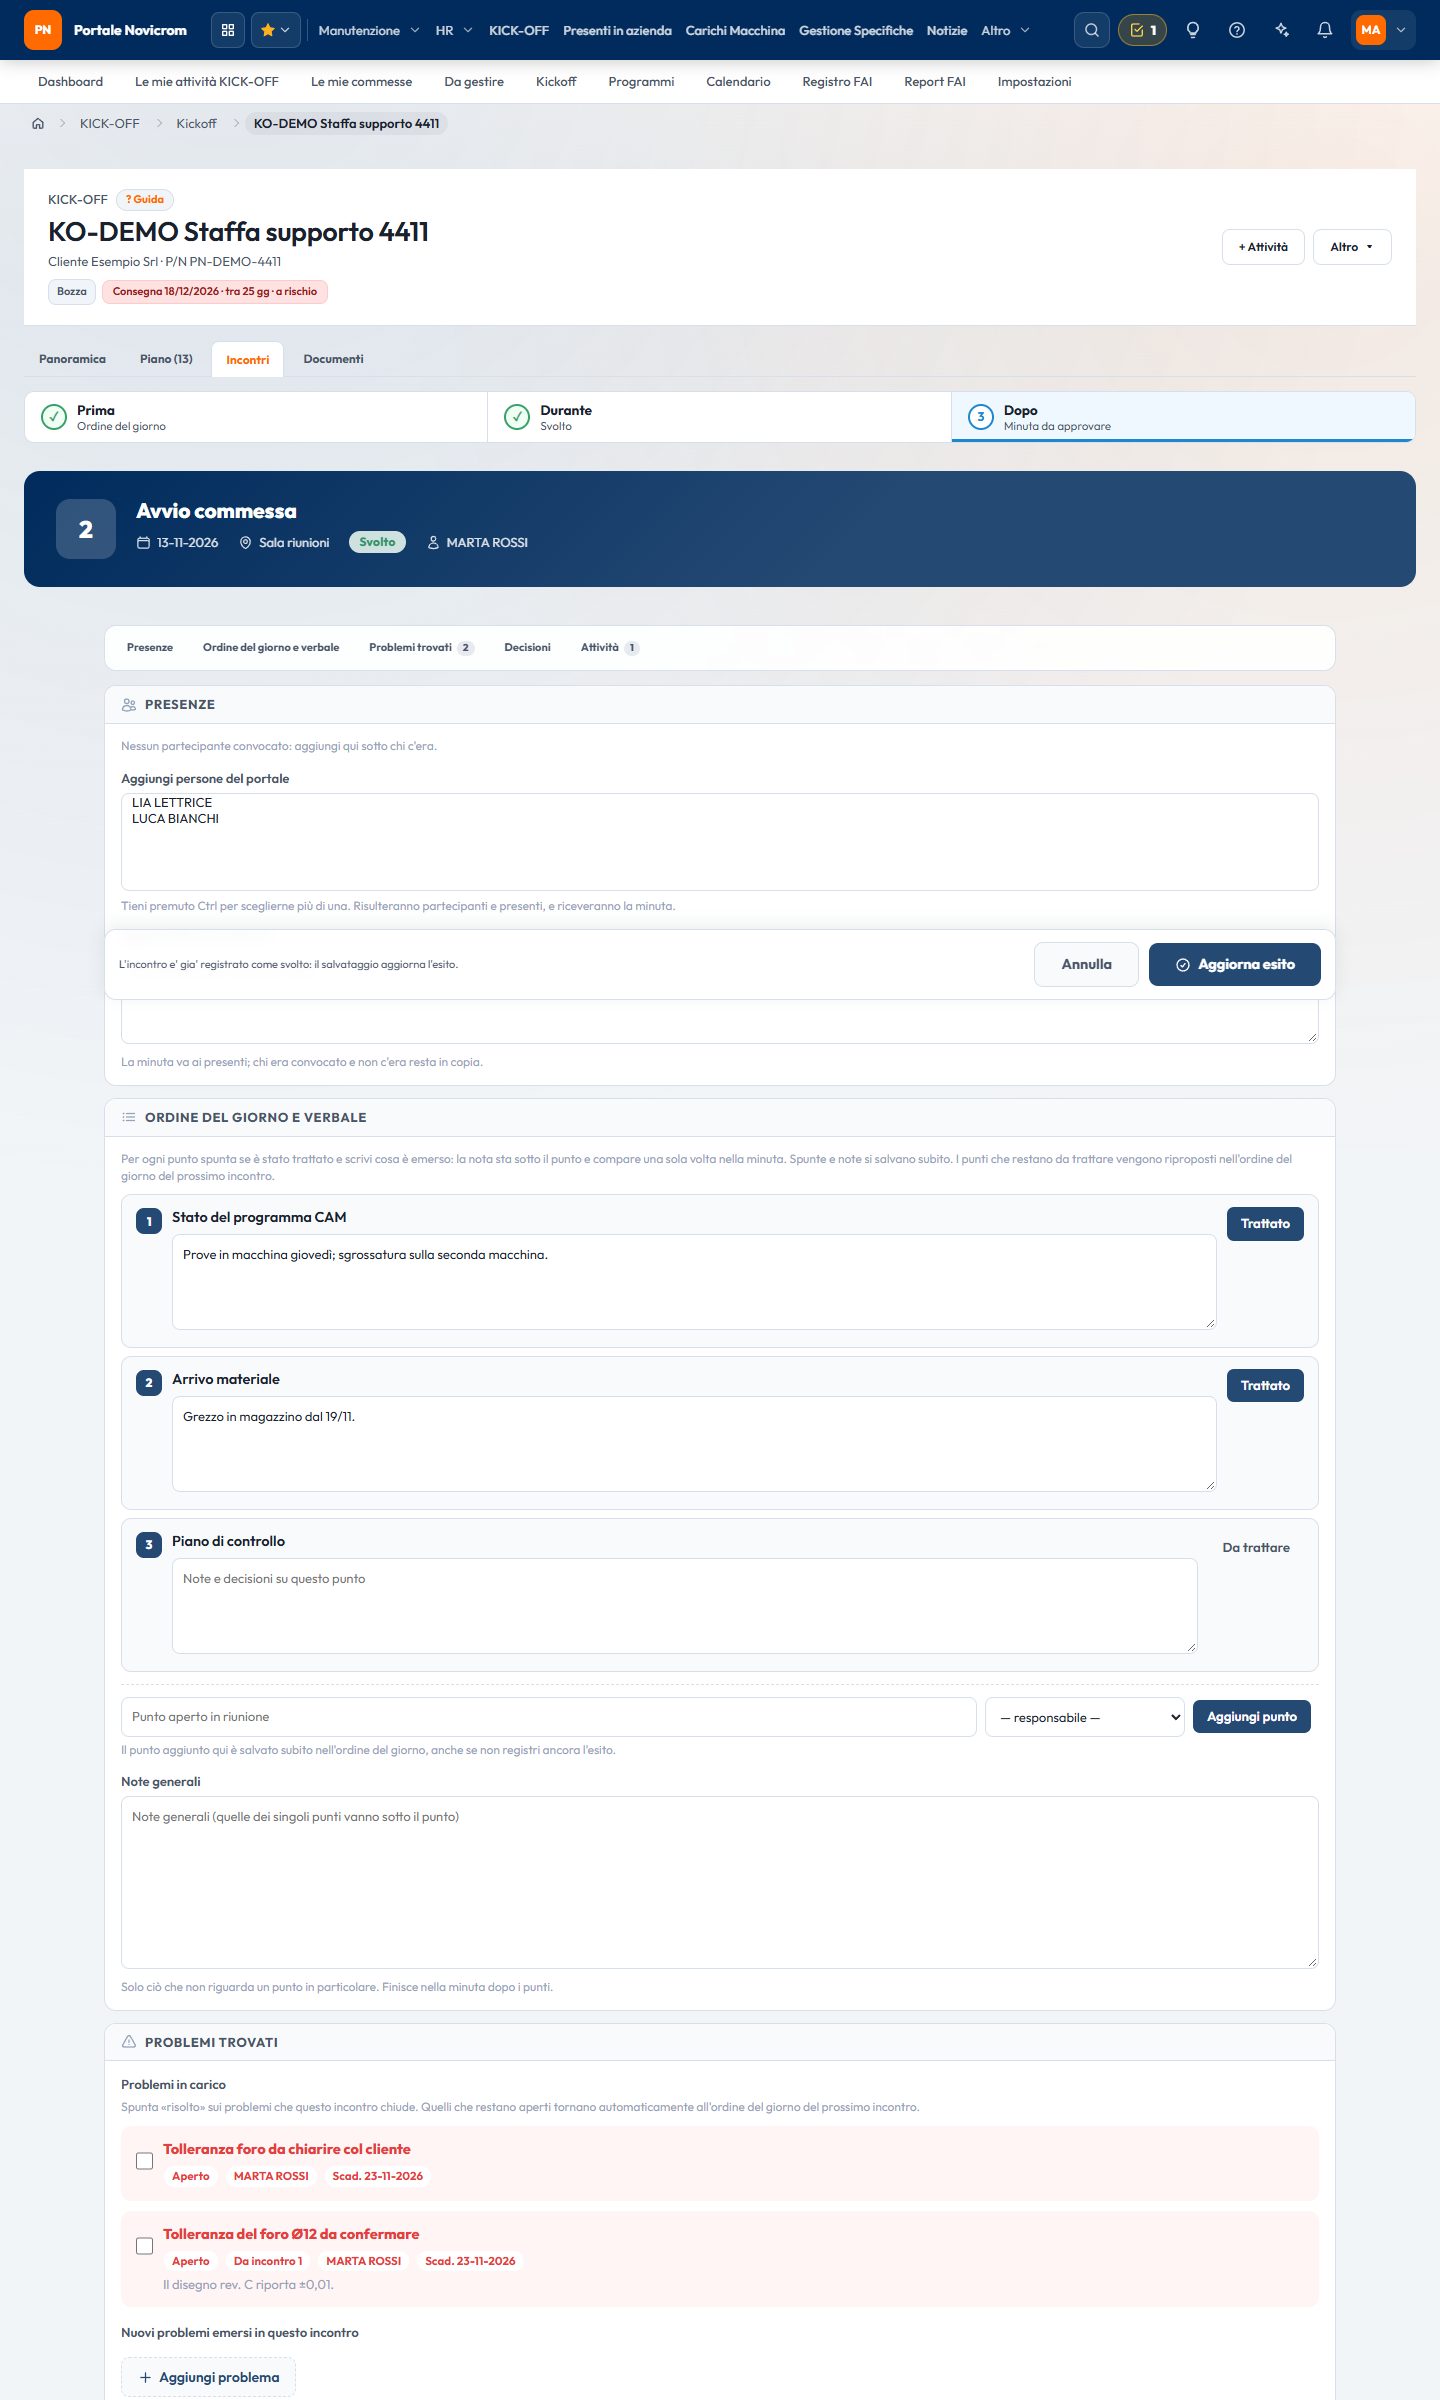 PN Portale Novicrom Manutenzione HR KICK-OFF Presenti in azienda Carichi Macchina Gestione Specifiche Notizie Altro 1 MA
Dashboard Le mie attività KICK-OFF Le mie commesse Da gestire Kickoff Programmi Calendario Registro FAI Report FAI Impostazioni
KICK-OFF Kickoff KO-DEMO Staffa supporto 4411
KICK-OFF ? Guida
KO-DEMO Staffa supporto 4411
Cliente Esempio Srl · P/N PN-DEMO-4411
+ Attività Altro
Bozza Consegna 18/12/2026 · tra 25 gg · a rischio
Panoramica Piano (13) Incontri Documenti
Prima
Ordine del giorno
Durante
Svolto
3 Dopo
Minuta da approvare
2
Avvio commessa
13-11-2026 Sala riunioni Svolto MARTA ROSSI
Presenze Ordine del giorno e verbale Problemi trovati 2 Decisioni Attività 1
PRESENZE
Nessun partecipante convocato: aggiungi qui sotto chi c'era.
Aggiungi persone del portale
LIA LETTRICE
LUCA BIANCHI
Tieni premuto Ctrl per sceglierne più di una. Risulteranno partecipanti e presenti, e riceveranno la minuta.
L'incontro e' gia' registrato come svolto: il salvataggio aggiorna l'esito. Annulla Aggiorna esito
La minuta va ai presenti; chi era convocato e non c'era resta in copia.
ORDINE DEL GIORNO E VERBALE
Per ogni punto spunta se è stato trattato e scrivi cosa è emerso: la nota sta sotto il punto e compare una sola volta nella minuta. Spunte e note si salvano subito. I punti che restano da trattare vengono riproposti nell'ordine del
giorno del prossimo incontro.
1 Stato del programma CAM Trattato
Prove in macchina giovedì; sgrossatura sulla seconda macchina.
2 Arrivo materiale Trattato
Grezzo in magazzino dal 19/11.
3 Piano di controllo Da trattare
Note e decisioni su questo punto
Punto aperto in riunione — responsabile — Aggiungi punto
Il punto aggiunto qui è salvato subito nell'ordine del giorno, anche se non registri ancora l'esito.
Note generali
Note generali (quelle dei singoli punti vanno sotto il punto)
Solo ciò che non riguarda un punto in particolare. Finisce nella minuta dopo i punti.
PROBLEMI TROVATI
Problemi in carico
Spunta «risolto» sui problemi che questo incontro chiude. Quelli che restano aperti tornano automaticamente all'ordine del giorno del prossimo incontro.
Tolleranza foro da chiarire col cliente
Aperto MARTA ROSSI Scad. 23-11-2026
Tolleranza del foro Ø12 da confermare
Aperto Da incontro 1 MARTA ROSSI Scad. 23-11-2026
Il disegno rev. C riporta ±0,01.
Nuovi problemi emersi in questo incontro
+ Aggiungi problema